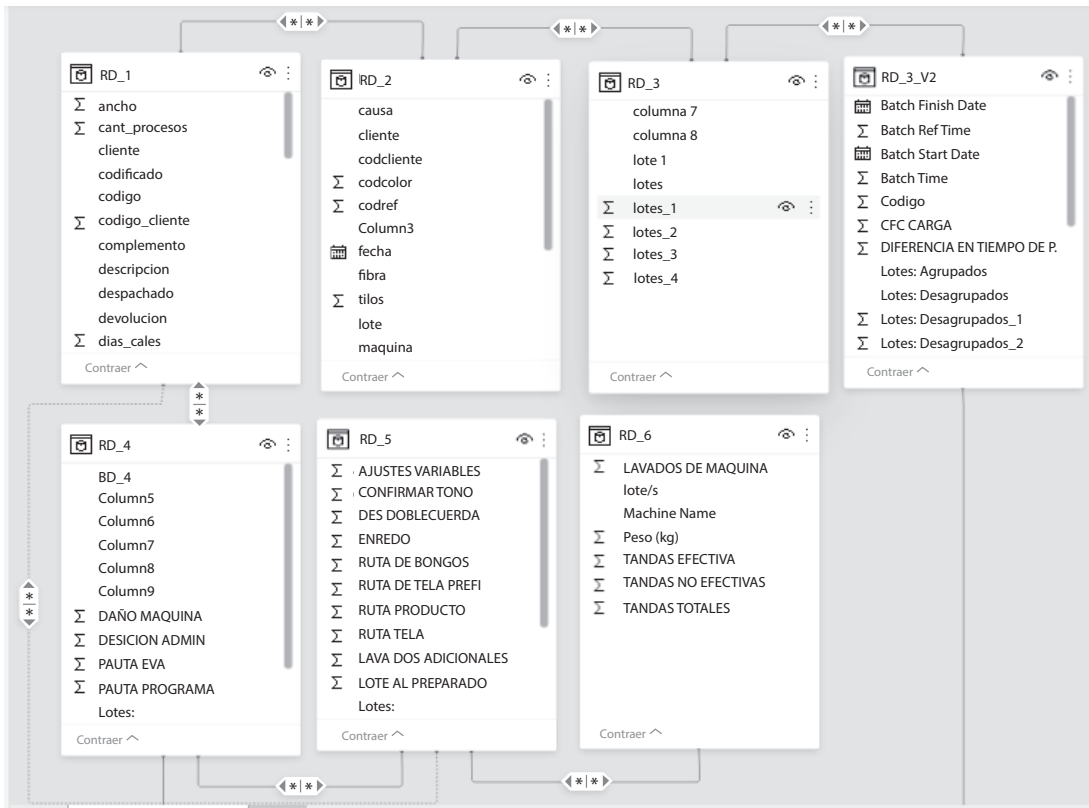 * | *
* | *
* | *
RD_1
ancho
cant_procesos
cliente
codificado
codigo
codigo_cliente
complemento
descripcion
despachado
devolucion
dias_cales
Contraer
RD_2
causa
cliente
codcliente
codcolor
codref
Column3
fecha
fibra
tilos
lote
maquina
Contraer
RD_3
columna 7
columna 8
lote 1
lotes
lotes_1
lotes_2
lotes_3
lotes_4
Contraer
RD_3_V2
Batch Finish Date
Batch Ref Time
Batch Start Date
Batch Time
Codigo
CFC CARGA
DIFERENCIA EN TIEMPO DE P.
Lotes: Agrupados
Lotes: Desagrupados
Lotes: Desagrupados_1
Lotes: Desagrupados_2
Contraer
* | *
* | *
RD_4
BD_4
Column5
Column6
Column7
Column8
Column9
DAÑO MAQUINA
DESICION ADMIN
PAUTA EVA
PAUTA PROGRAMA
Lotes:
Contraer
RD_5
AJUSTES VARIABLES
CONFIRMAR TONO
DES DOBLECUERDA
ENREDO
RUTA DE BONGOS
RUTA DE TELA PREFI
RUTA PRODUCTO
RUTA TELA
LAVA DOS ADICIONALES
LOTE AL PREPARADO
Lotes:
Contraer
RD_6
LAVADOS DE MAQUINA
lote/s
Machine Name
Peso (kg)
TANDAS EFECTIVA
TANDAS NO EFECTIVAS
TANDAS TOTALES
Contraer
* | *
* | *